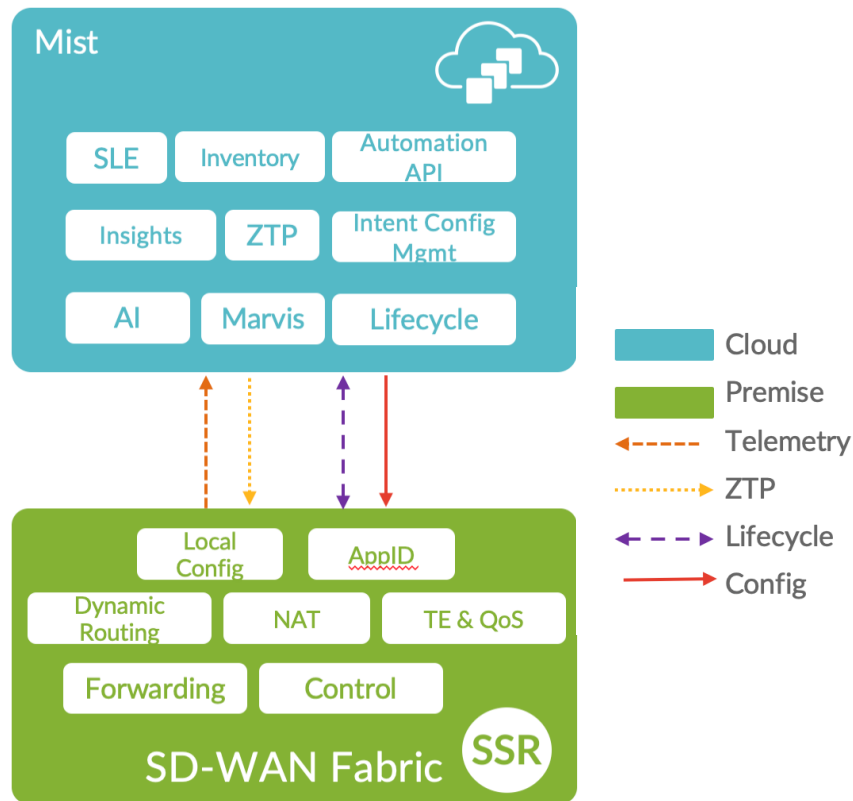 Mist
SLE
Inventory
Automation
API
Insights
ZTP
Intent Config
Mgmt
AI
Marvis
Lifecycle
Cloud
Premise
Telemetry
ZTP
Lifecycle
Config
Local
Config
AppID
Dynamic
Routing
NAT
TE & QoS
Forwarding
Control
SD-WAN Fabric
SSR